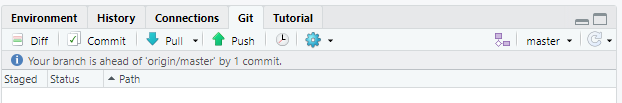 Environment History Connections Git Tutorial
Diff Commit Pull Push master
Your branch is ahead of 'origin/master' by 1 commit.
Staged Status Path